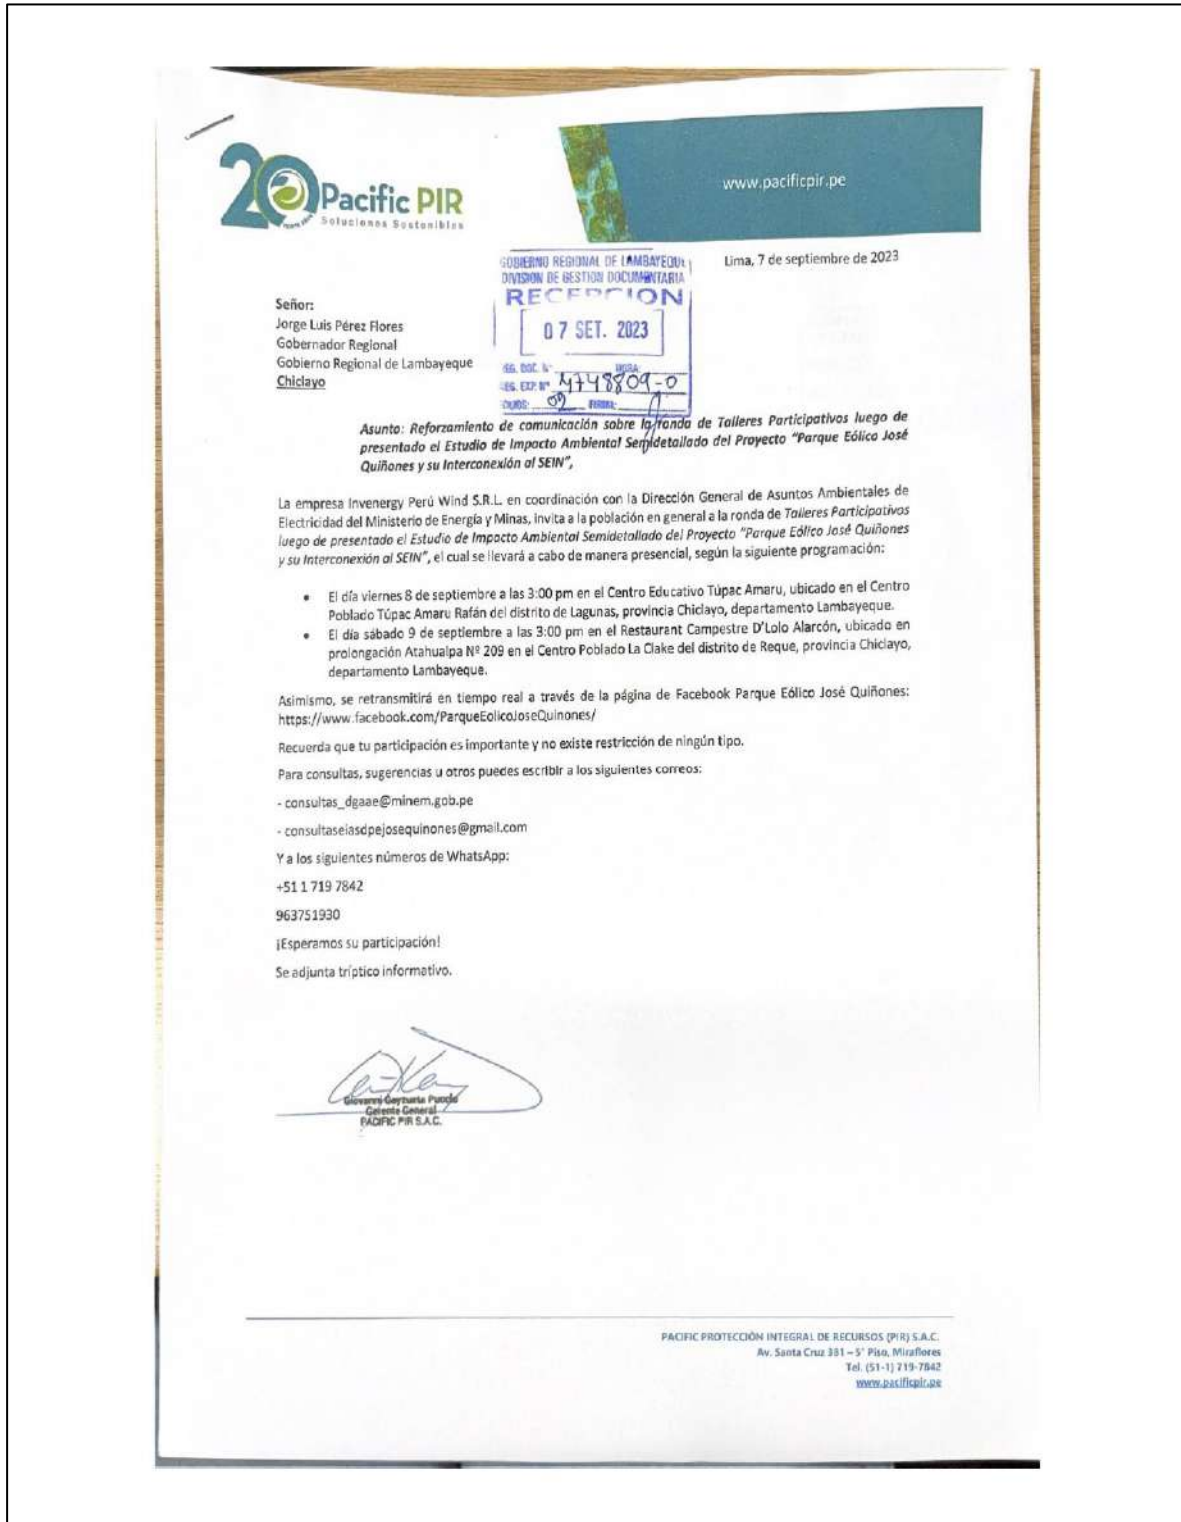 20 Pacific PIR
Soluciones Sostenibles
www.pacificpir.pe
GOBIERNO REGIONAL DE LAMBAYEQUE
DIVISION DE GESTION DOCUMENTARIA
RECEPCION
07 SET. 2023
REG. DOC. N° HORA:
REG. EXP. N° 4748809-0
FOLIOS: 02 FIRMA:
Lima, 7 de septiembre de 2023
Señor:
Jorge Luis Pérez Flores
Gobernador Regional
Gobierno Regional de Lambayeque
Chiclayo
Asunto: Reforzamiento de comunicación sobre la ronda de Talleres Participativos luego de
presentado el Estudio de Impacto Ambiental Semidetallado del Proyecto "Parque Eólico José
Quiñones y su Interconexión al SEIN",
La empresa Invenergy Perú Wind S.R.L. en coordinación con la Dirección General de Asuntos Ambientales de
Electricidad del Ministerio de Energía y Minas, invita a la población en general a la ronda de Talleres Participativos
luego de presentado el Estudio de Impacto Ambiental Semidetallado del Proyecto "Parque Eólico José Quiñones
y su Interconexión al SEIN", el cual se llevará a cabo de manera presencial, según la siguiente programación:
• El día viernes 8 de septiembre a las 3:00 pm en el Centro Educativo Túpac Amaru, ubicado en el Centro
Poblado Túpac Amaru Rafán del distrito de Lagunas, provincia Chiclayo, departamento Lambayeque.
• El día sábado 9 de septiembre a las 3:00 pm en el Restaurant Campestre D'Lolo Alarcón, ubicado en
prolongación Atahualpa Nº 209 en el Centro Poblado La Clake del distrito de Reque, provincia Chiclayo,
departamento Lambayeque.
Asimismo, se retransmitirá en tiempo real a través de la página de Facebook Parque Eólico José Quiñones:
https://www.facebook.com/ParqueEolicoJoseQuinones/
Recuerda que tu participación es importante y no existe restricción de ningún tipo.
Para consultas, sugerencias u otros puedes escribir a los siguientes correos:
- consultas_dgaae@minem.gob.pe
- consultaseiasdpejosequinones@gmail.com
Y a los siguientes números de WhatsApp:
+51 1 719 7842
963751930
¡Esperamos su participación!
Se adjunta tríptico informativo.
Giovanni
Gerente General
PACIFIC PIR S.A.C.
PACIFIC PROTECCIÓN INTEGRAL DE RECURSOS (PIR) S.A.C.
Av. Santa Cruz 381 – 5° Piso, Miraflores
Tel. (51-1) 719-7842
www.pacificpir.pe